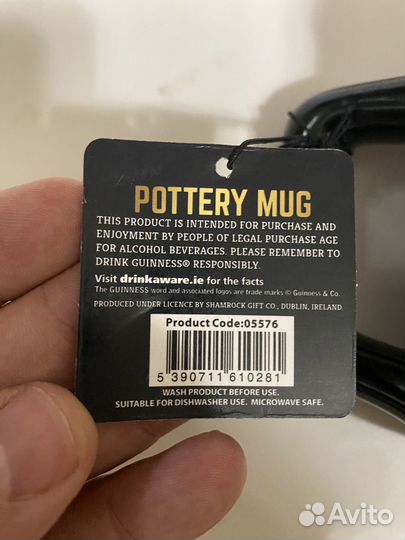 POTTERY MUG
THIS PRODUCT IS INTENDED FOR PURCHASE AND
ENJOYMENT BY PEOPLE OF LEGAL PURCHASE AGE
FOR ALCOHOL BEVERAGES. PLEASE REMEMBER TO
DRINK GUINNESS® RESPONSIBLY.
Visit drinkaware.ie for the facts
The GUINNESS word and associated logos are trade marks © Guinness & Co.
PRODUCED UNDER LICENCE BY SHAMROCK GIFT CO., DUBLIN, IRELAND
Product Code:05576
5 390711 610281
WASH PRODUCT BEFORE USE.
SUITABLE FOR DISHWASHER USE. MICROWAVE SAFE.
Avito